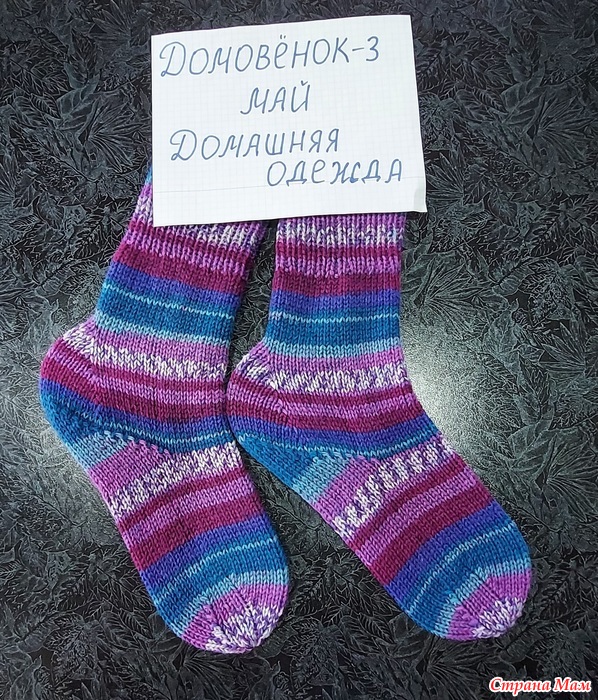 Домовёнок-3
май
Домашняя
одежда
Страна Мам